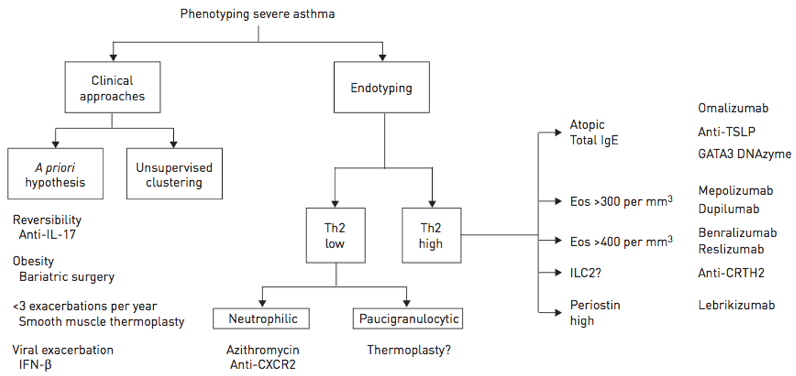 Phenotyping severe asthma
Clinical
approaches
Endotyping
A priori
hypothesis
Unsupervised
clustering
Reversibility
Anti-IL-17
Obesity
Bariatric surgery
<3 exacerbations per year
Smooth muscle thermoplasty
Viral exacerbation
IFN-β
Th2
low
Th2
high
Neutrophilic
Azithromycin
Anti-CXCR2
Paucigranulocytic
Thermoplasty?
Atopic
Total IgE
Omalizumab
Anti-TSLP
GATA3 DNAzyme
Eos >300 per mm³
Mepolizumab
Dupilumab
Eos >400 per mm³
Benralizumab
Reslizumab
ILC2?
Anti-CRTH2
Periostin
high
Lebrikizumab